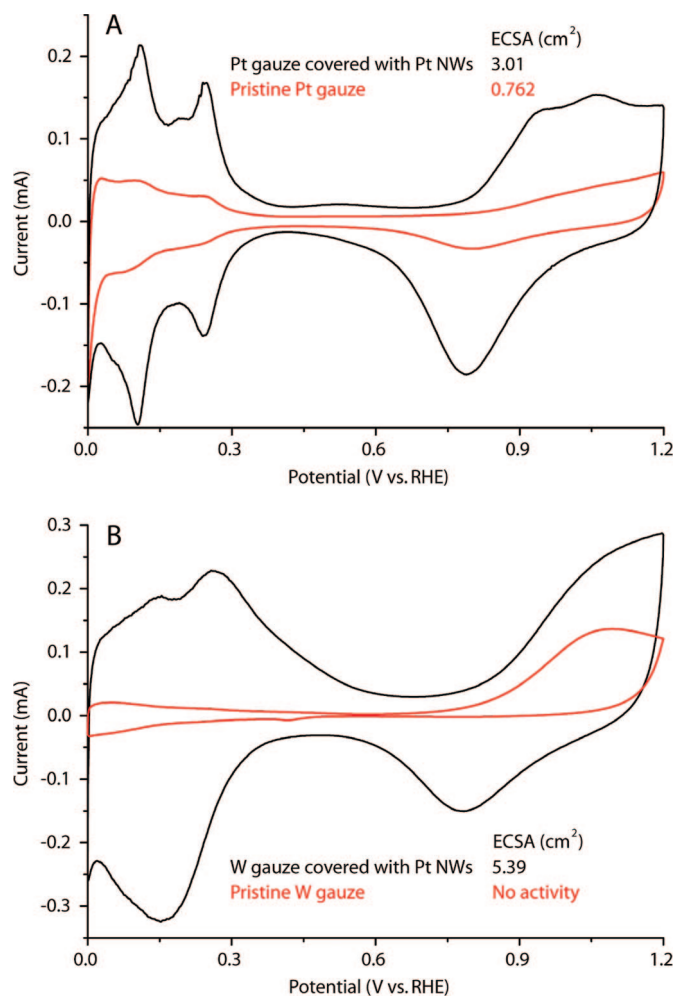 A
ECSA (cm²)
Pt gauze covered with Pt NWs 3.01
Pristine Pt gauze 0.762
0.2
0.1
0.0
-0.1
-0.2
Current (mA)
0.0 0.3 0.6 0.9 1.2
Potential (V vs. RHE)
B
0.3
0.2
0.1
0.0
-0.1
-0.2
-0.3
Current (mA)
ECSA (cm²)
W gauze covered with Pt NWs 5.39
Pristine W gauze No activity
0.0 0.3 0.6 0.9 1.2
Potential (V vs. RHE)